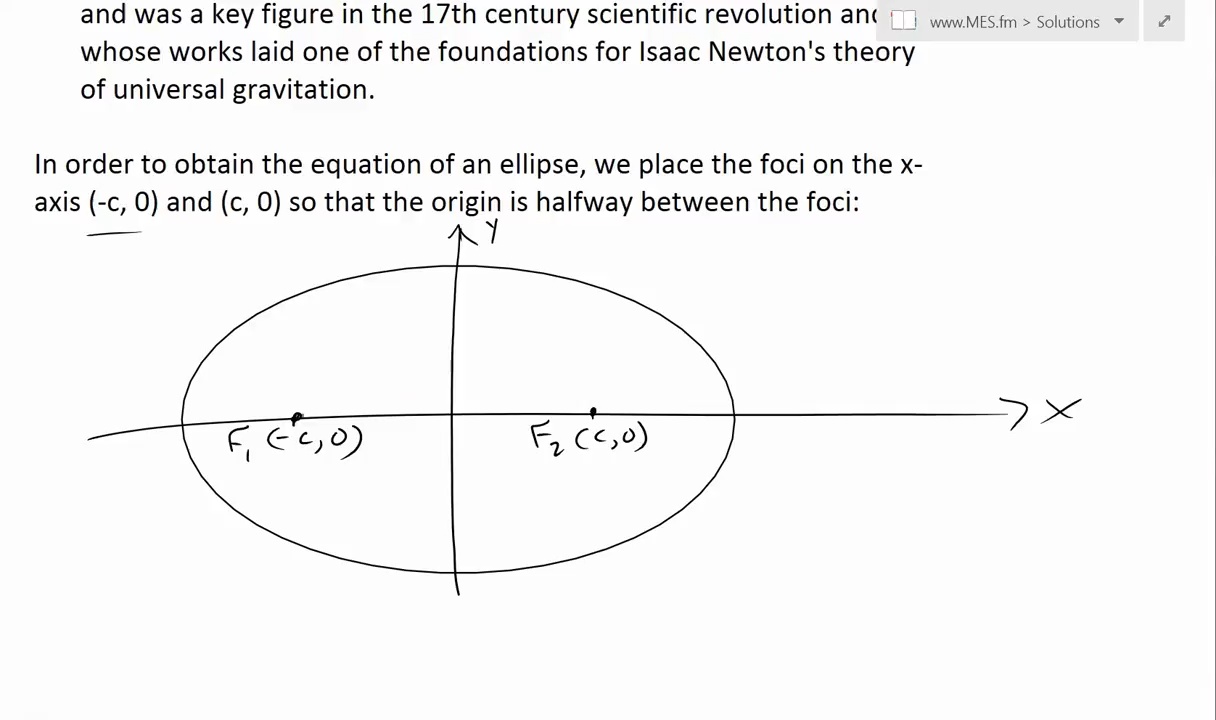 and was a key figure in the 17th century scientific revolution and
www.MES.fm > Solutions
whose works laid one of the foundations for Isaac Newton's theory
of universal gravitation.
In order to obtain the equation of an ellipse, we place the foci on the x-
axis (-c, 0) and (c, 0) so that the origin is halfway between the foci:
Y
X
F₁ (-c, 0)
F₂ (c, 0)